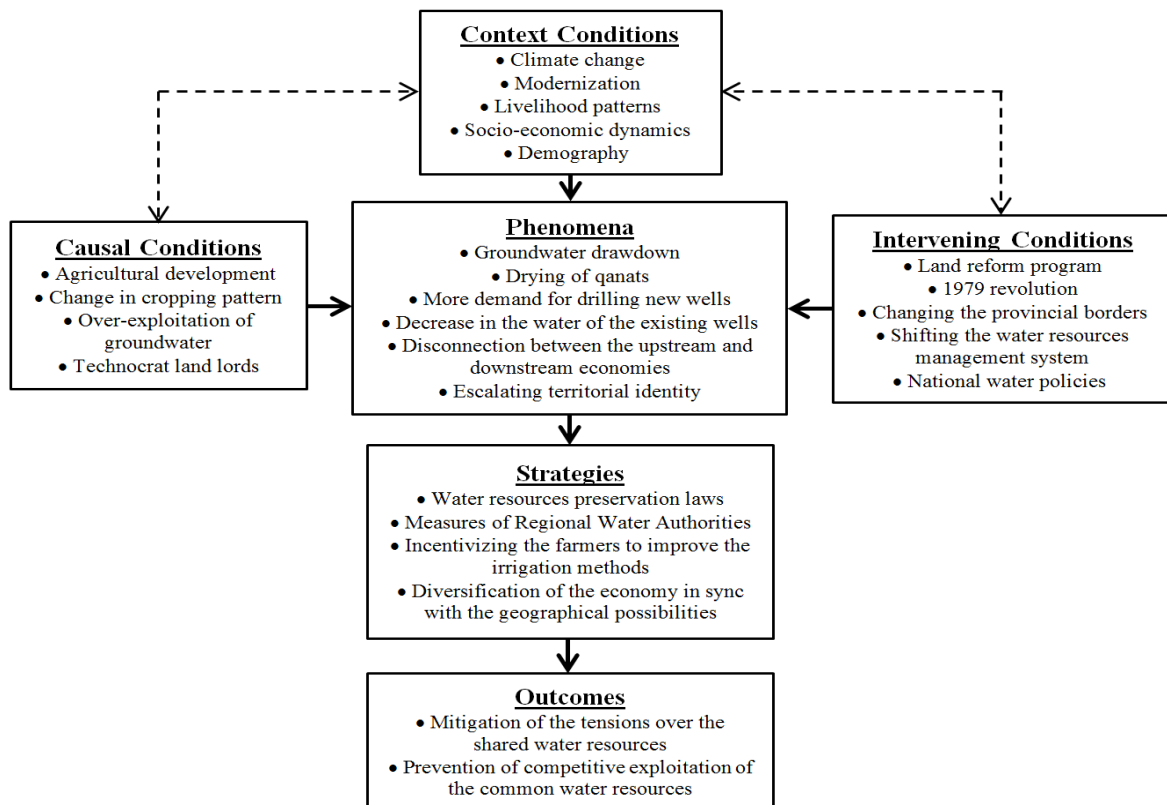 Context Conditions
● Climate change
● Modernization
● Livelihood patterns
● Socio-economic dynamics
● Demography
Causal Conditions
● Agricultural development
● Change in cropping pattern
● Over-exploitation of
groundwater
● Technocrat land lords
Phenomena
● Groundwater drawdown
● Drying of qanats
● More demand for drilling new wells
● Decrease in the water of the existing wells
● Disconnection between the upstream and
downstream economies
● Escalating territorial identity
Intervening Conditions
● Land reform program
● 1979 revolution
● Changing the provincial borders
● Shifting the water resources
management system
● National water policies
Strategies
● Water resources preservation laws
● Measures of Regional Water Authorities
● Incentivizing the farmers to improve the
irrigation methods
● Diversification of the economy in sync
with the geographical possibilities
Outcomes
● Mitigation of the tensions over the
shared water resources
● Prevention of competitive exploitation of
the common water resources